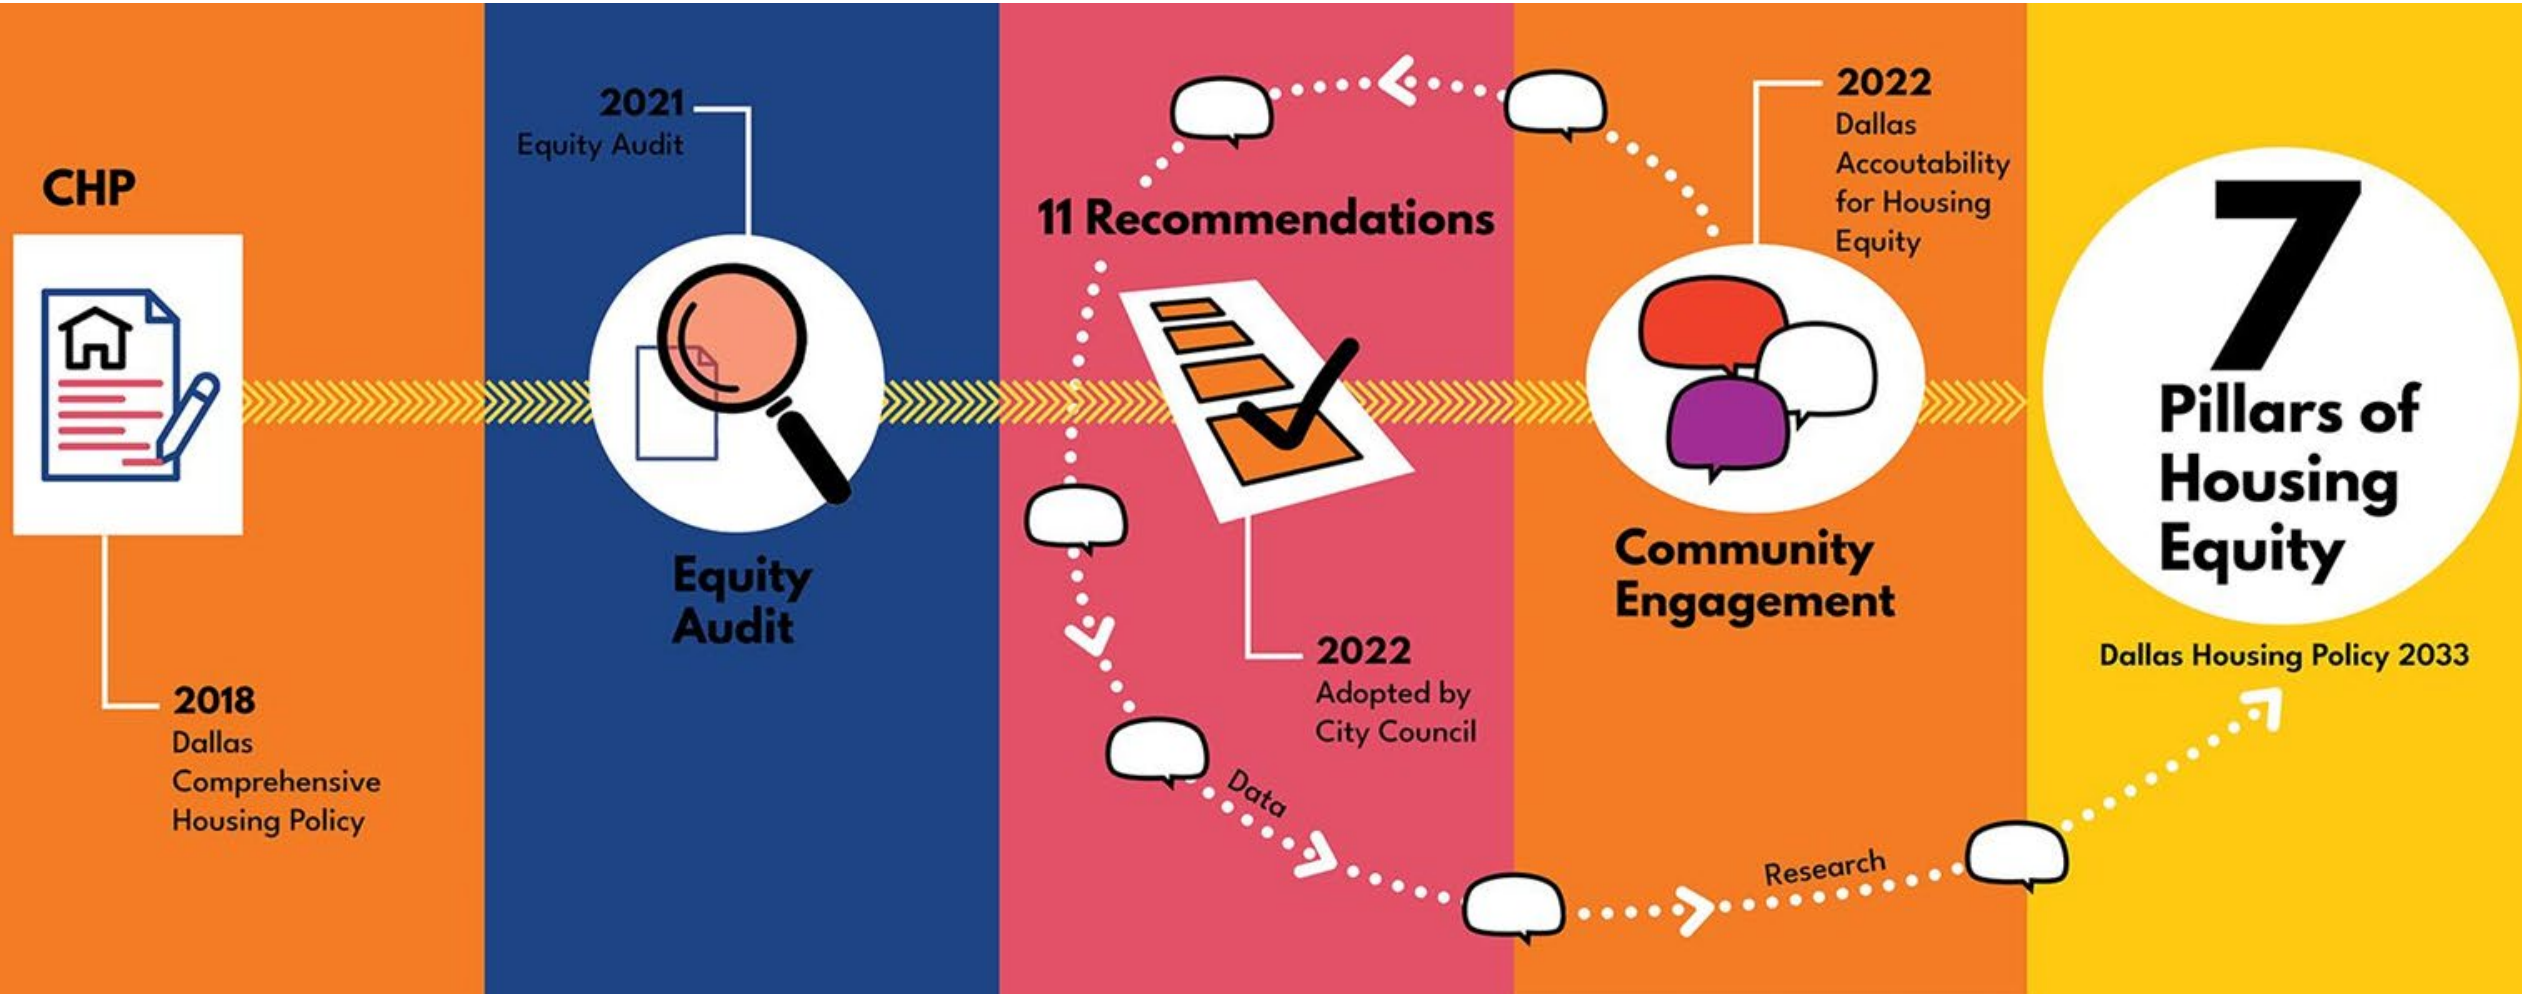 CHP
2018
Dallas
Comprehensive
Housing Policy
2021
Equity Audit
Equity
Audit
11 Recommendations
2022
Adopted by
City Council
Data
2022
Dallas
Accoutability
for Housing
Equity
Community
Engagement
Research
7
Pillars of
Housing
Equity
Dallas Housing Policy 2033